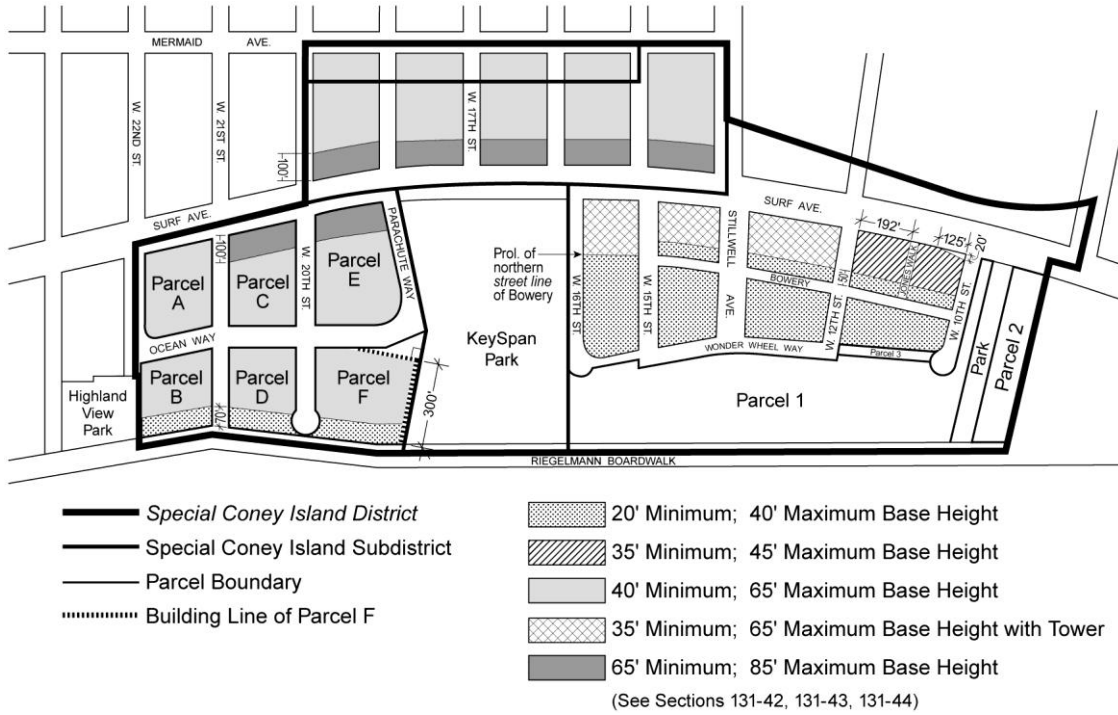 MERMAID AVE.
W. 22ND ST.
W. 21ST ST.
W. 17TH ST.
100'
SURF AVE.
SURF AVE.
192'
125'
20'
PARACHUTE WAY
100'
W. 20TH ST.
Parcel
A
Parcel
C
Parcel
E
Prol. of
northern
street line
of Bowery
W. 16TH ST.
W. 15TH ST.
STILLWELL
AVE.
BOWERY
50'
JONES WALK
W. 12TH ST.
W. 10TH ST.
OCEAN WAY
KeySpan
Park
WONDER WHEEL WAY
Parcel 3
Park
Parcel 2
Highland
View
Park
Parcel
B
Parcel
D
Parcel
F
70'
300'
Parcel 1
RIEGELMANN BOARDWALK
Special Coney Island District
Special Coney Island Subdistrict
Parcel Boundary
Building Line of Parcel F
20' Minimum; 40' Maximum Base Height
35' Minimum; 45' Maximum Base Height
40' Minimum; 65' Maximum Base Height
35' Minimum; 65' Maximum Base Height with Tower
65' Minimum; 85' Maximum Base Height
(See Sections 131-42, 131-43, 131-44)